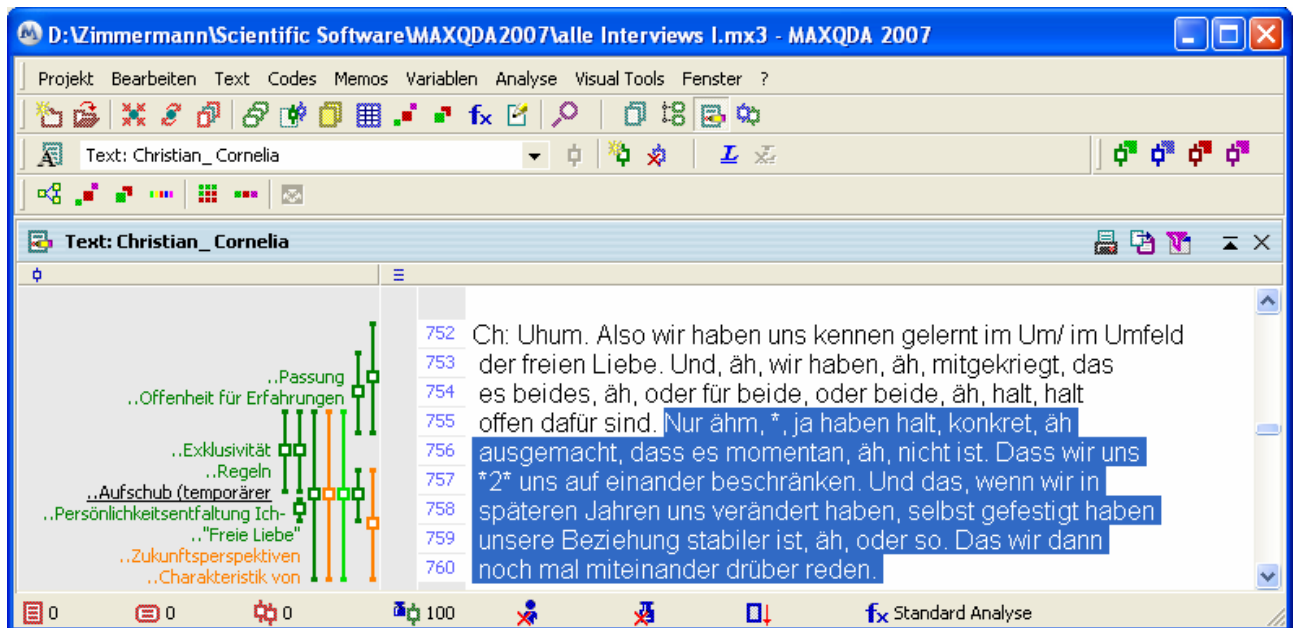 D:\Zimmermann\Scientific Software\MAXQDA2007\alle Interviews I.mx3 - MAXQDA 2007
Projekt Bearbeiten Text Codes Memos Variablen Analyse Visual Tools Fenster ?
Text: Christian_ Cornelia
Text: Christian_ Cornelia
..Passung
..Offenheit für Erfahrungen
..Exklusivität
..Regeln
..Aufschub (temporärer
..Persönlichkeitsentfaltung Ich-
.."Freie Liebe"
..Zukunftsperspektiven
..Charakteristik von
752 Ch: Uhum. Also wir haben uns kennen gelernt im Um/ im Umfeld
753 der freien Liebe. Und, äh, wir haben, äh, mitgekriegt, das
754 es beides, äh, oder für beide, oder beide, äh, halt, halt
755 offen dafür sind. Nur ähm, *, ja haben halt, konkret, äh
756 ausgemacht, dass es momentan, äh, nicht ist. Dass wir uns
757 *2* uns auf einander beschränken. Und das, wenn wir in
758 späteren Jahren uns verändert haben, selbst gefestigt haben
759 unsere Beziehung stabiler ist, äh, oder so. Das wir dann
760 noch mal miteinander drüber reden.
0 0 0 100 fx Standard Analyse